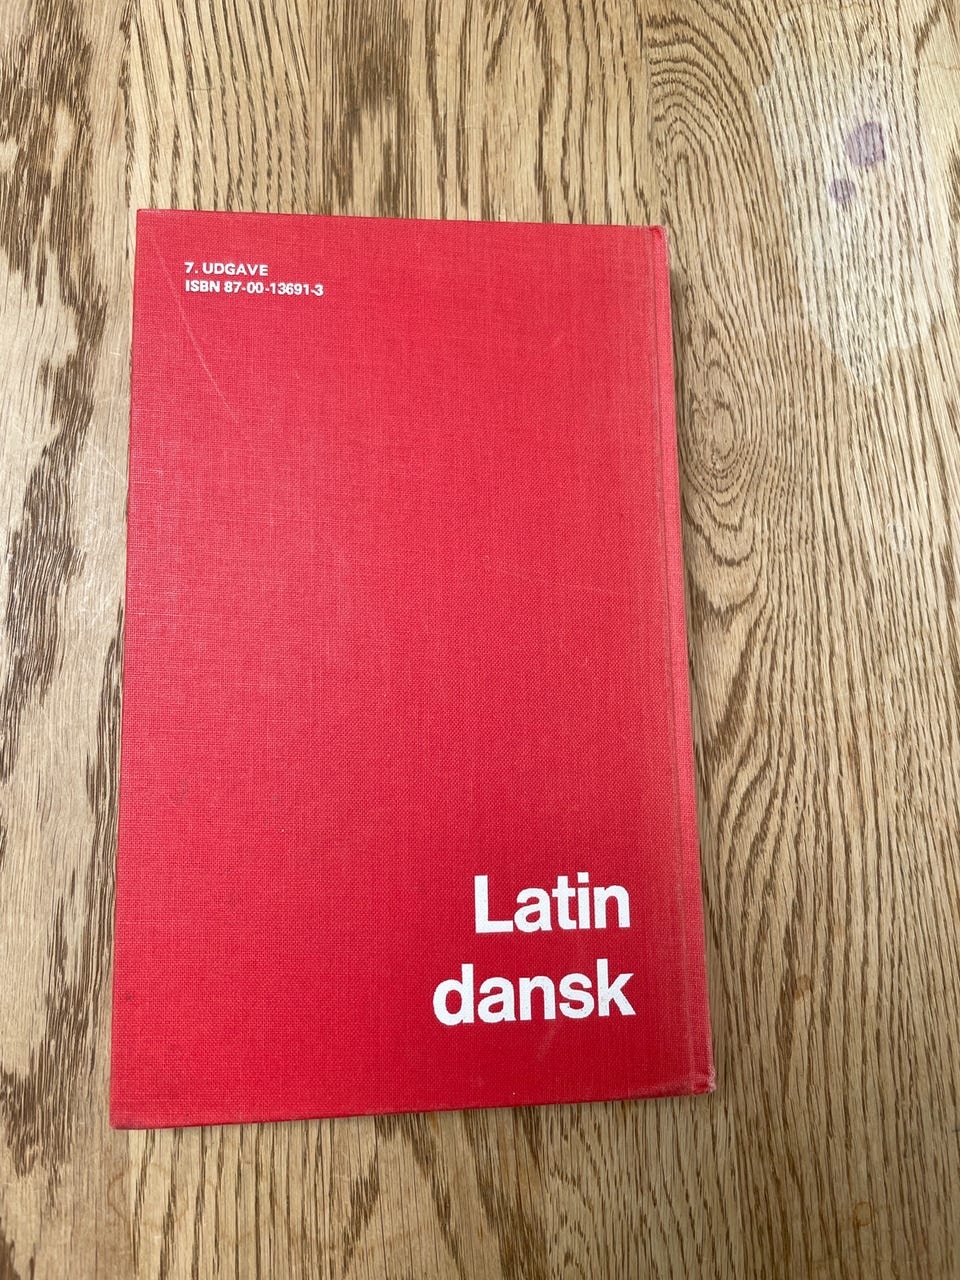 7. UDGAVE
ISBN 87-00-13691-3
Latin
dansk